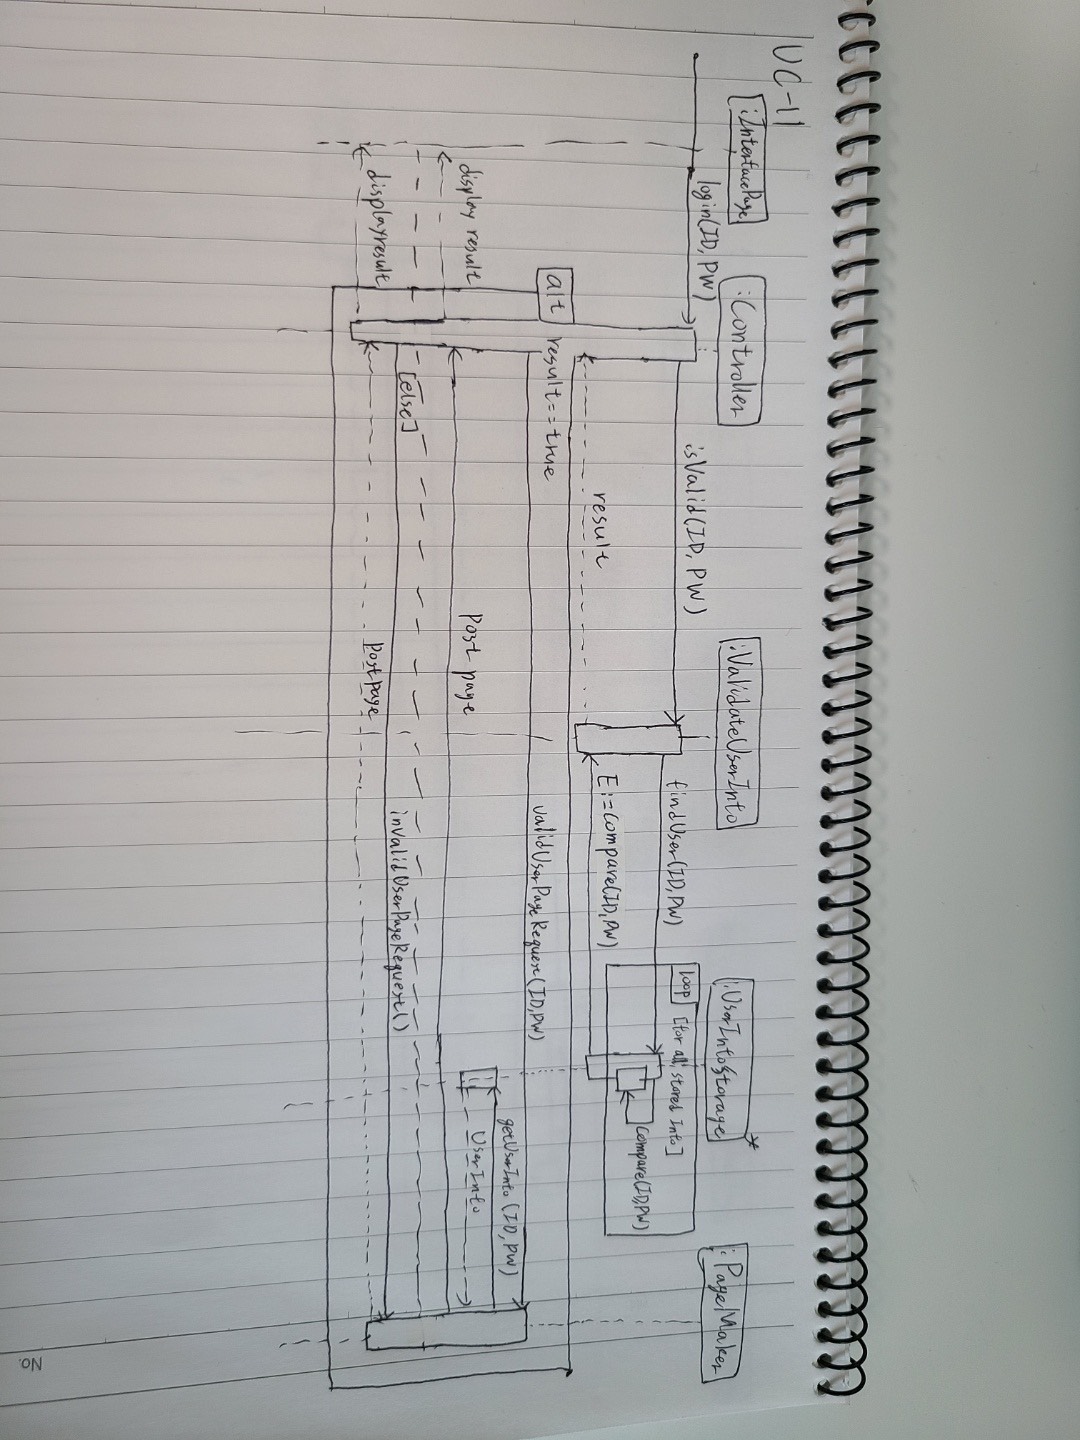 UC-11
:InterfacePage
:Controller
:ValidateUserInfo
:UserInfoStorage
*
:PageMaker
login(ID, PW)
isValid(ID, PW)
findUser(ID,PW)
loop [for all stored Info]
Compare(ID,PW)
E:=Compare(ID,PW)
result
alt result==true
validUserPageRequest(ID,PW)
getUserInfo (ID, PW)
UserInfo
display result
Post page
[else]
invalidUserPageRequest()
displayresult
Postpage
No.